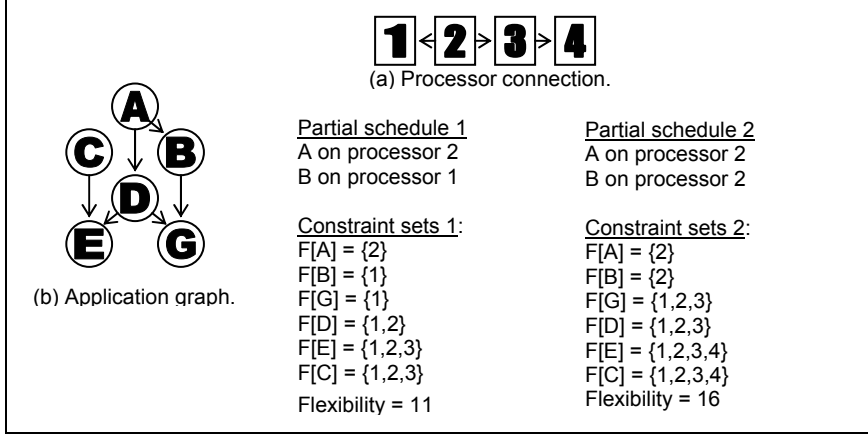 1 2 3 4
(a) Processor connection.
A
C B
D
E G
(b) Application graph.
Partial schedule 1
A on processor 2
B on processor 1
Constraint sets 1:
F[A] = {2}
F[B] = {1}
F[G] = {1}
F[D] = {1,2}
F[E] = {1,2,3}
F[C] = {1,2,3}
Flexibility = 11
Partial schedule 2
A on processor 2
B on processor 2
Constraint sets 2:
F[A] = {2}
F[B] = {2}
F[G] = {1,2,3}
F[D] = {1,2,3}
F[E] = {1,2,3,4}
F[C] = {1,2,3,4}
Flexibility = 16